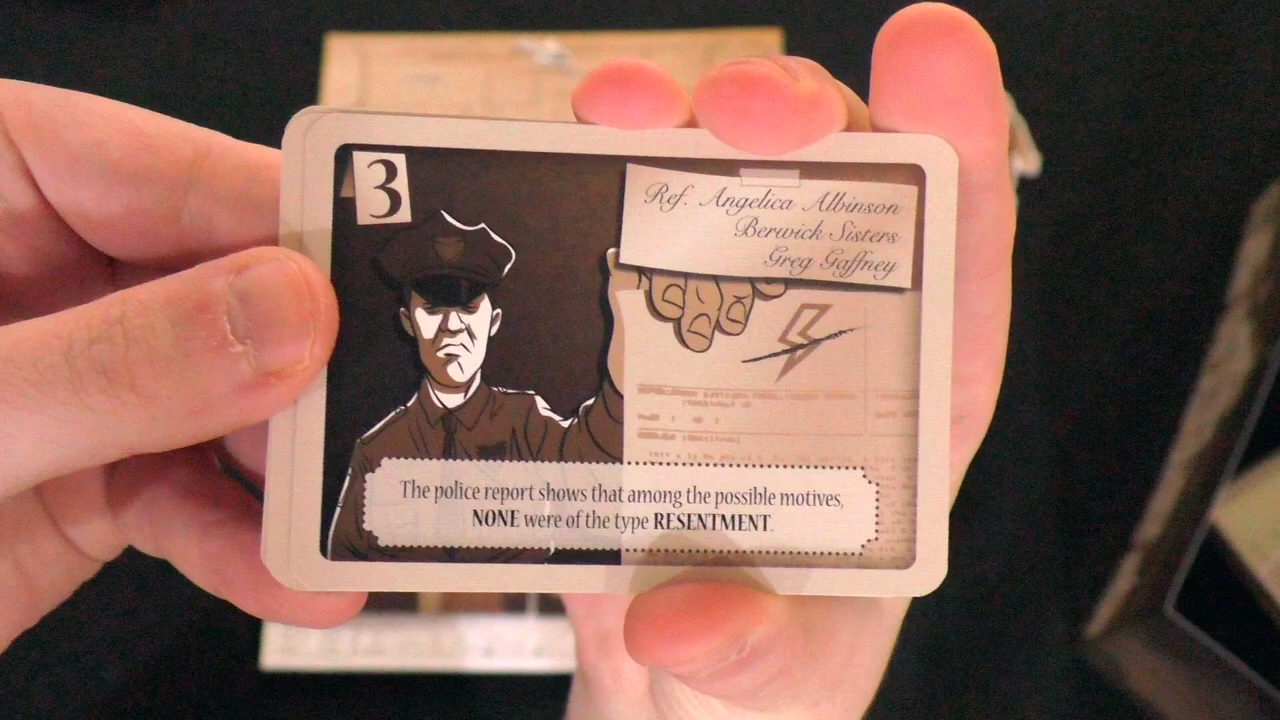 3
Ref. Angelica Albinson
Berwick Sisters
Greg Gaffney
The police report shows that among the possible motives,
NONE were of the type RESENTMENT.